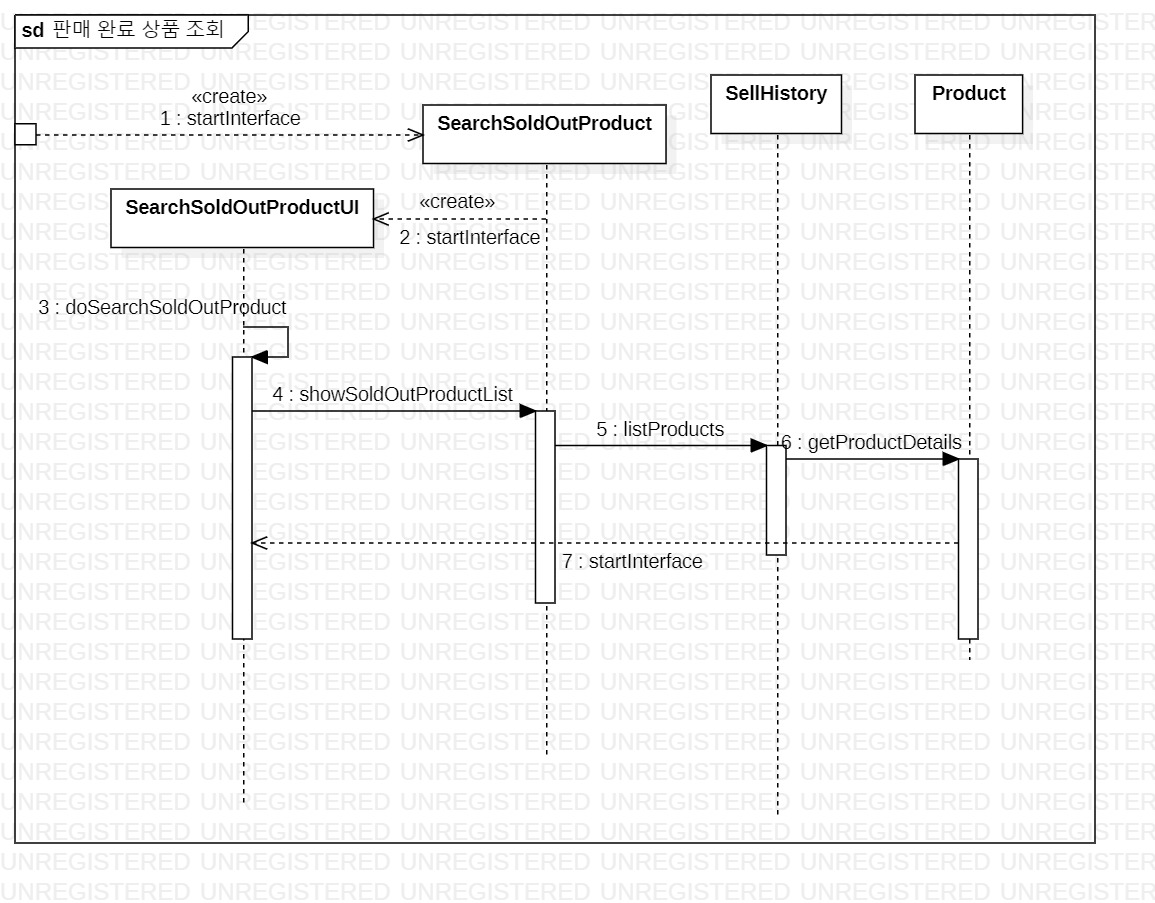 sd 판매 완료 상품 조회
«create»
1 : startInterface
SearchSoldOutProduct
SellHistory
Product
SearchSoldOutProductUI
«create»
2 : startInterface
3 : doSearchSoldOutProduct
4 : showSoldOutProductList
5 : listProducts
6 : getProductDetails
7 : startInterface
UNREGISTERED